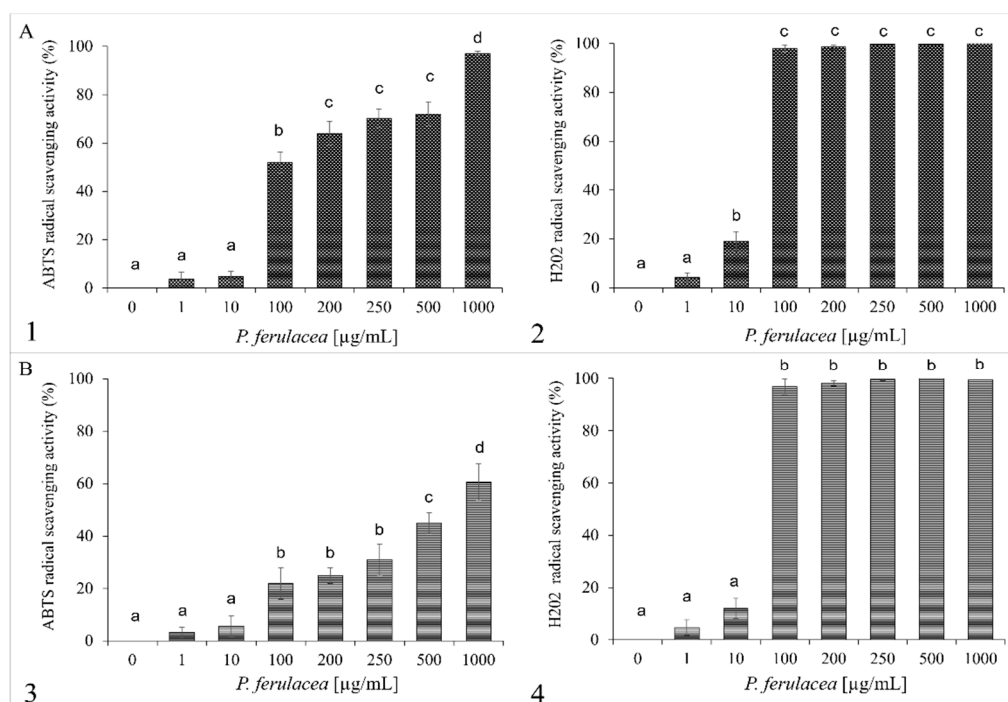 A
ABTS radical scavenging activity (%)
100
80
60
40
20
0
a
a
a
b
c
c
c
d
0 1 10 100 200 250 500 1000
P. ferulacea [µg/mL]
1
H202 radical scavenging activity (%)
100
80
60
40
20
0
a
a
b
c
c
c
c
c
0 1 10 100 200 250 500 1000
P. ferulacea [µg/mL]
2
B
ABTS radical scavenging activity (%)
100
80
60
40
20
0
a
a
a
b
b
b
c
d
0 1 10 100 200 250 500 1000
P. ferulacea [µg/mL]
3
H202 radical scavenging activity (%)
100
80
60
40
20
0
a
a
a
b
b
b
b
b
0 1 10 100 200 250 500 1000
P. ferulacea [µg/mL]
4